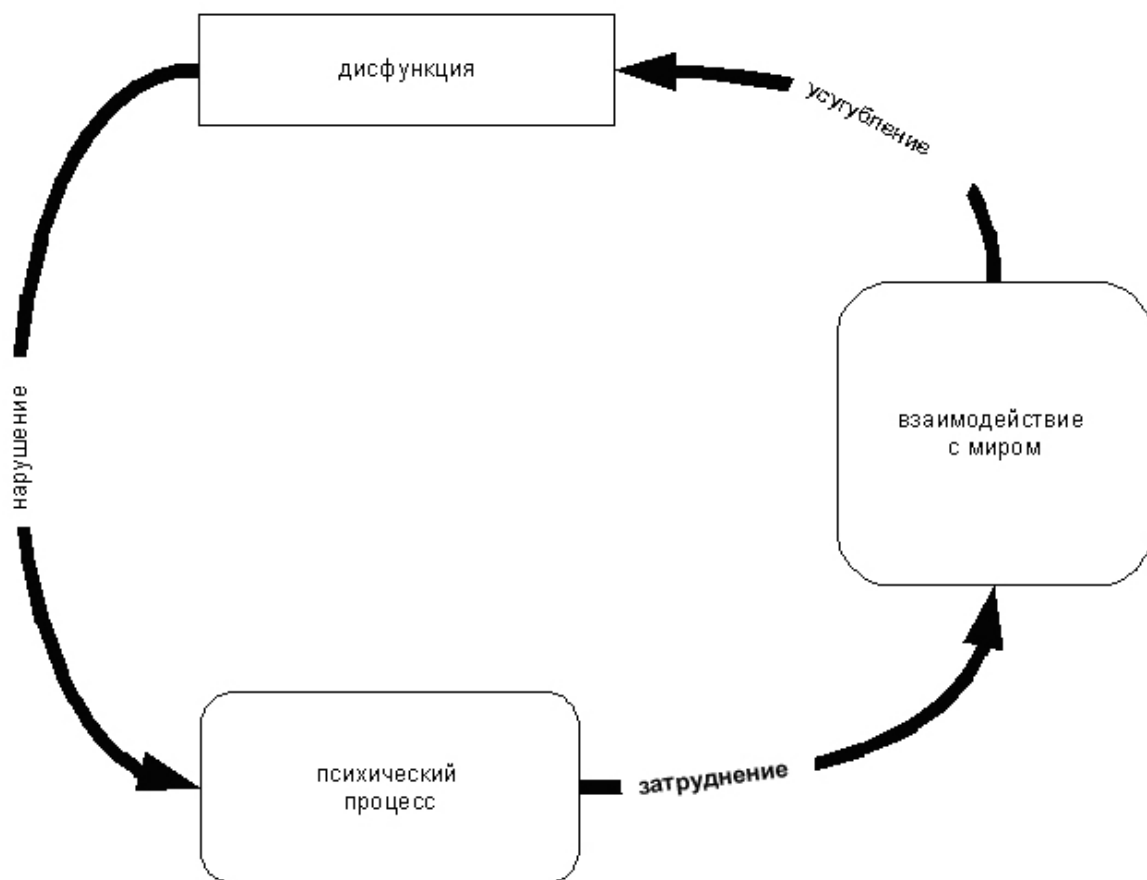 дисфункция
усугубление
нарушение
взаимодействие
с миром
психический
процесс
затруднение